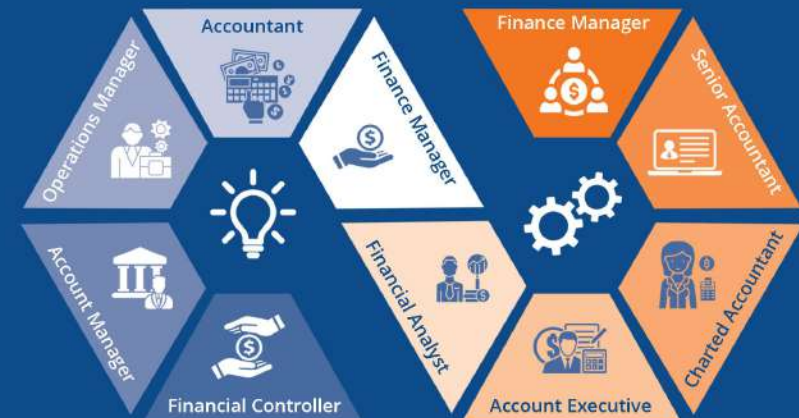 Accountant
Finance Manager
Operations Manager
Finance Manager
Senior Accountant
Account Manager
Financial Analyst
Charted Accountant
Financial Controller
Account Executive